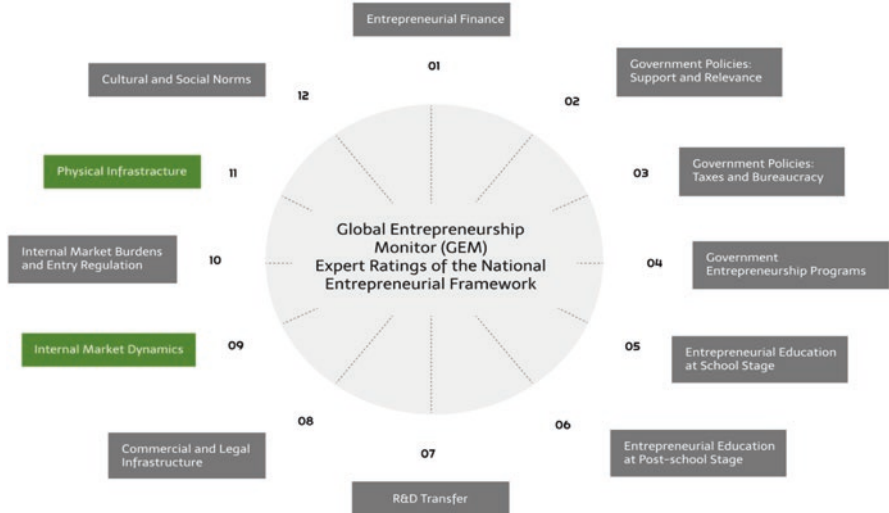 Entrepreneurial Finance
01
Government Policies:
Support and Relevance
02
Government Policies:
Taxes and Bureaucracy
03
Government
Entrepreneurship Programs
04
Entrepreneurial Education
at School Stage
05
Entrepreneurial Education
at Post-school Stage
06
R&D Transfer
07
Commercial and Legal
Infrastructure
08
Internal Market Dynamics
09
Internal Market Burdens
and Entry Regulation
10
Physical Infrastracture
11
Cultural and Social Norms
12
Global Entrepreneurship
Monitor (GEM)
Expert Ratings of the National
Entrepreneurial Framework